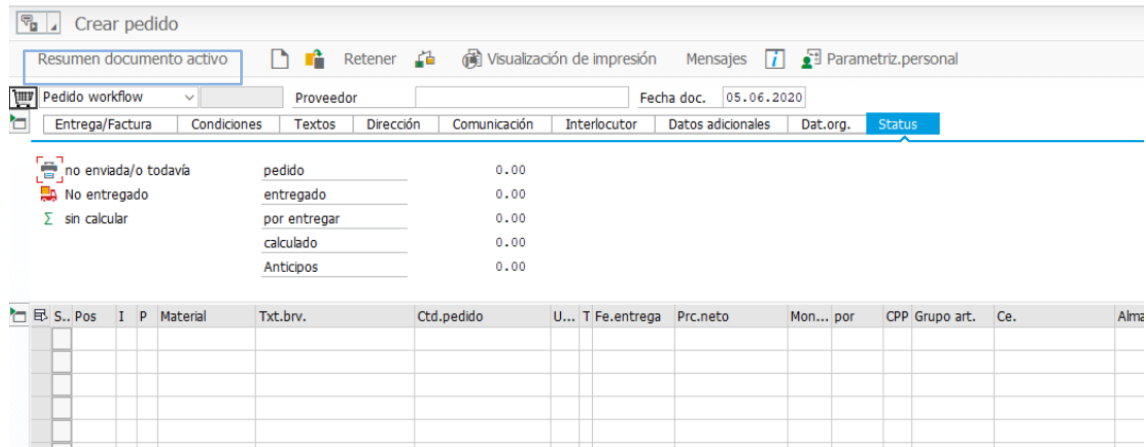 Crear pedido
Resumen documento activo Retener Visualización de impresión Mensajes Parametriz.personal
Pedido workflow Proveedor Fecha doc. 05.06.2020
Entrega/Factura Condiciones Textos Dirección Comunicación Interlocutor Datos adicionales Dat.org. Status
no enviada/o todavía pedido 0.00
No entregado entregado 0.00
Σ sin calcular por entregar 0.00
calculado 0.00
Anticipos 0.00
S.. Pos I P Material Txt.brv. Ctd.pedido U... T Fe.entrega Prc.neto Mon... por CPP Grupo art. Ce. Alma